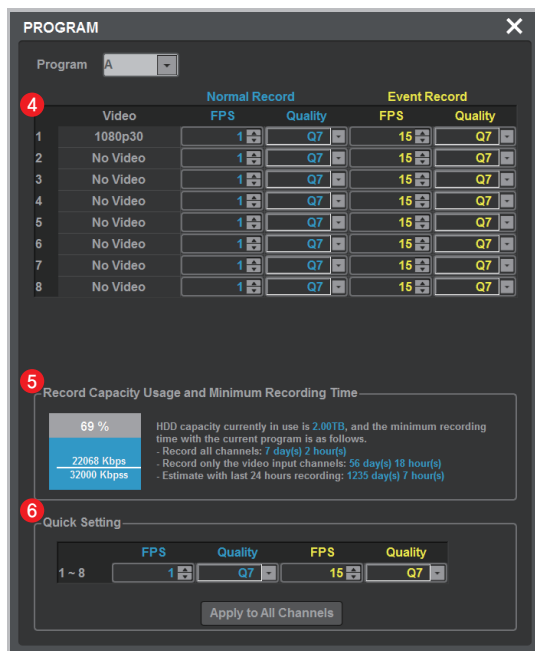 PROGRAM
Program A
4
Normal Record Event Record
Video FPS Quality FPS Quality
1 1080p30 1 Q7 15 Q7
2 No Video 1 Q7 15 Q7
3 No Video 1 Q7 15 Q7
4 No Video 1 Q7 15 Q7
5 No Video 1 Q7 15 Q7
6 No Video 1 Q7 15 Q7
7 No Video 1 Q7 15 Q7
8 No Video 1 Q7 15 Q7
5
Record Capacity Usage and Minimum Recording Time
69 %
22068 Kbps
32000 Kbpss
HDD capacity currently in use is 2.00TB, and the minimum recording
time with the current program is as follows.
- Record all channels: 7 day(s) 2 hour(s)
- Record only the video input channels: 56 day(s) 18 hour(s)
- Estimate with last 24 hours recording: 1235 day(s) 7 hour(s)
6
Quick Setting
FPS Quality FPS Quality
1 ~ 8 1 Q7 15 Q7
Apply to All Channels